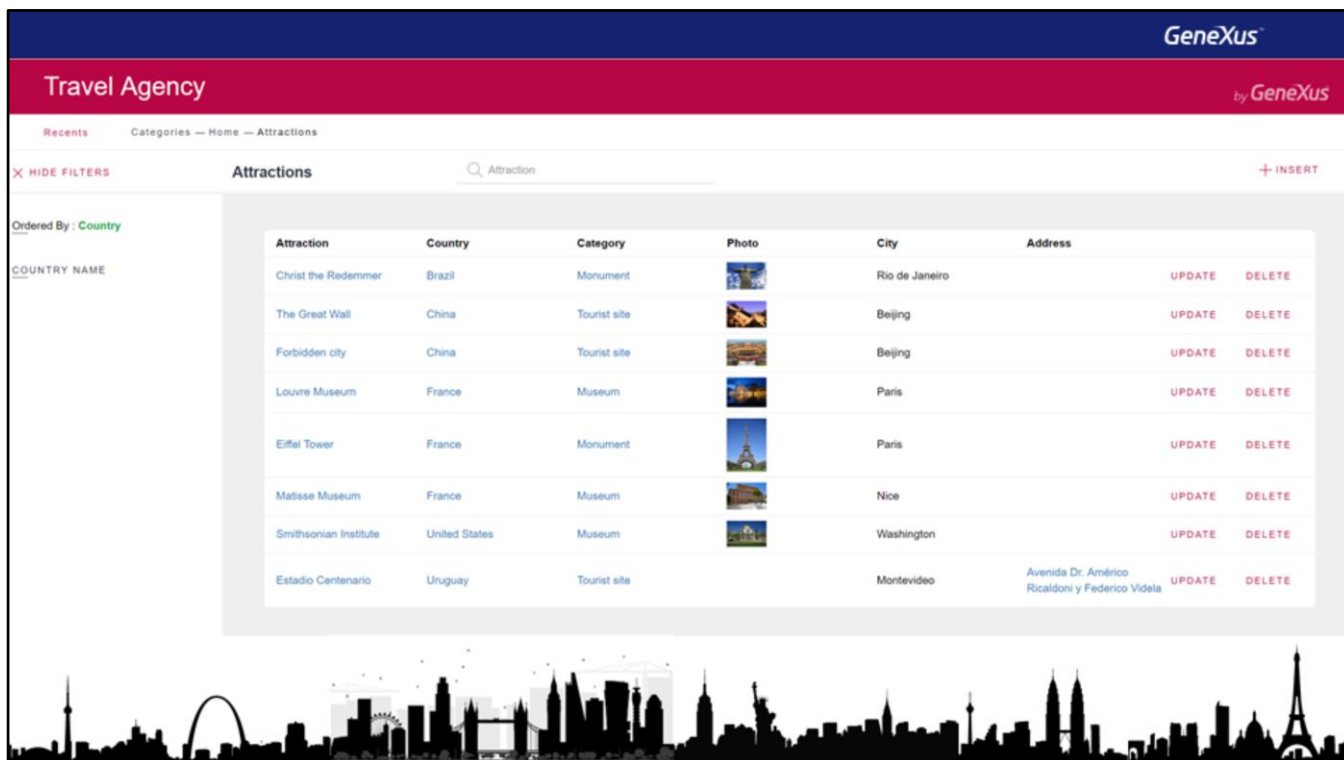 GeneXus™
Travel Agency
by GeneXus
Recents Categories — Home — Attractions
HIDE FILTERS Attractions Attraction INSERT
Ordered By : Country
COUNTRY NAME
Attraction Country Category Photo City Address
Christ the Redemmer Brazil Monument Rio de Janeiro UPDATE DELETE
The Great Wall China Tourist site Beijing UPDATE DELETE
Forbidden city China Tourist site Beijing UPDATE DELETE
Louvre Museum France Museum Paris UPDATE DELETE
Eiffel Tower France Monument Paris UPDATE DELETE
Matisse Museum France Museum Nice UPDATE DELETE
Smithsonian Institute United States Museum Washington UPDATE DELETE
Estadio Centenario Uruguay Tourist site Montevideo Avenida Dr. Américo
Ricaldoni y Federico Videla UPDATE DELETE